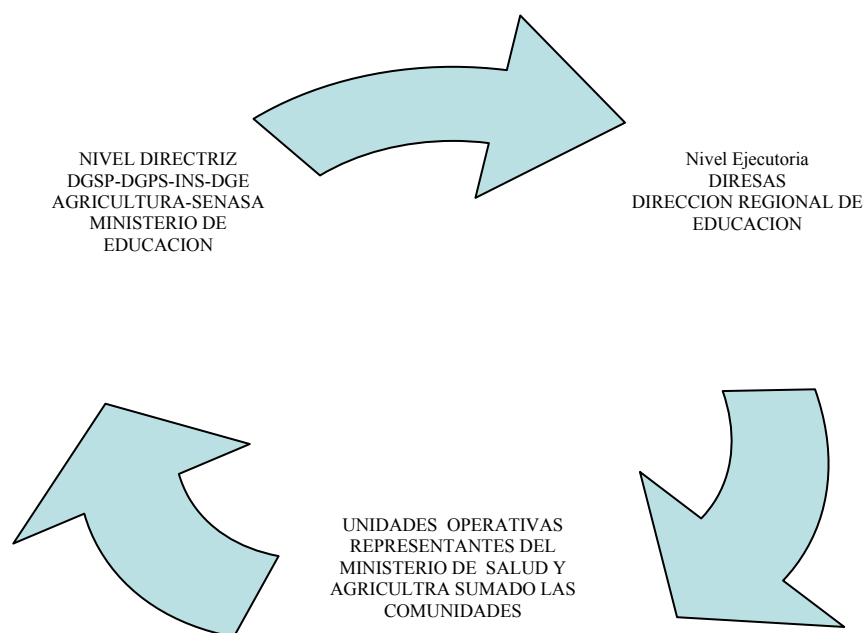 NIVEL DIRECTRIZ
DGSP-DGPS-INS-DGE
AGRICULTURA-SENASA
MINISTERIO DE
EDUCACION
Nivel Ejecutoria
DIRESAS
DIRECCION REGIONAL DE
EDUCACION
UNIDADES OPERATIVAS
REPRESENTANTES DEL
MINISTERIO DE SALUD Y
AGRICULTRA SUMADO LAS
COMUNIDADES